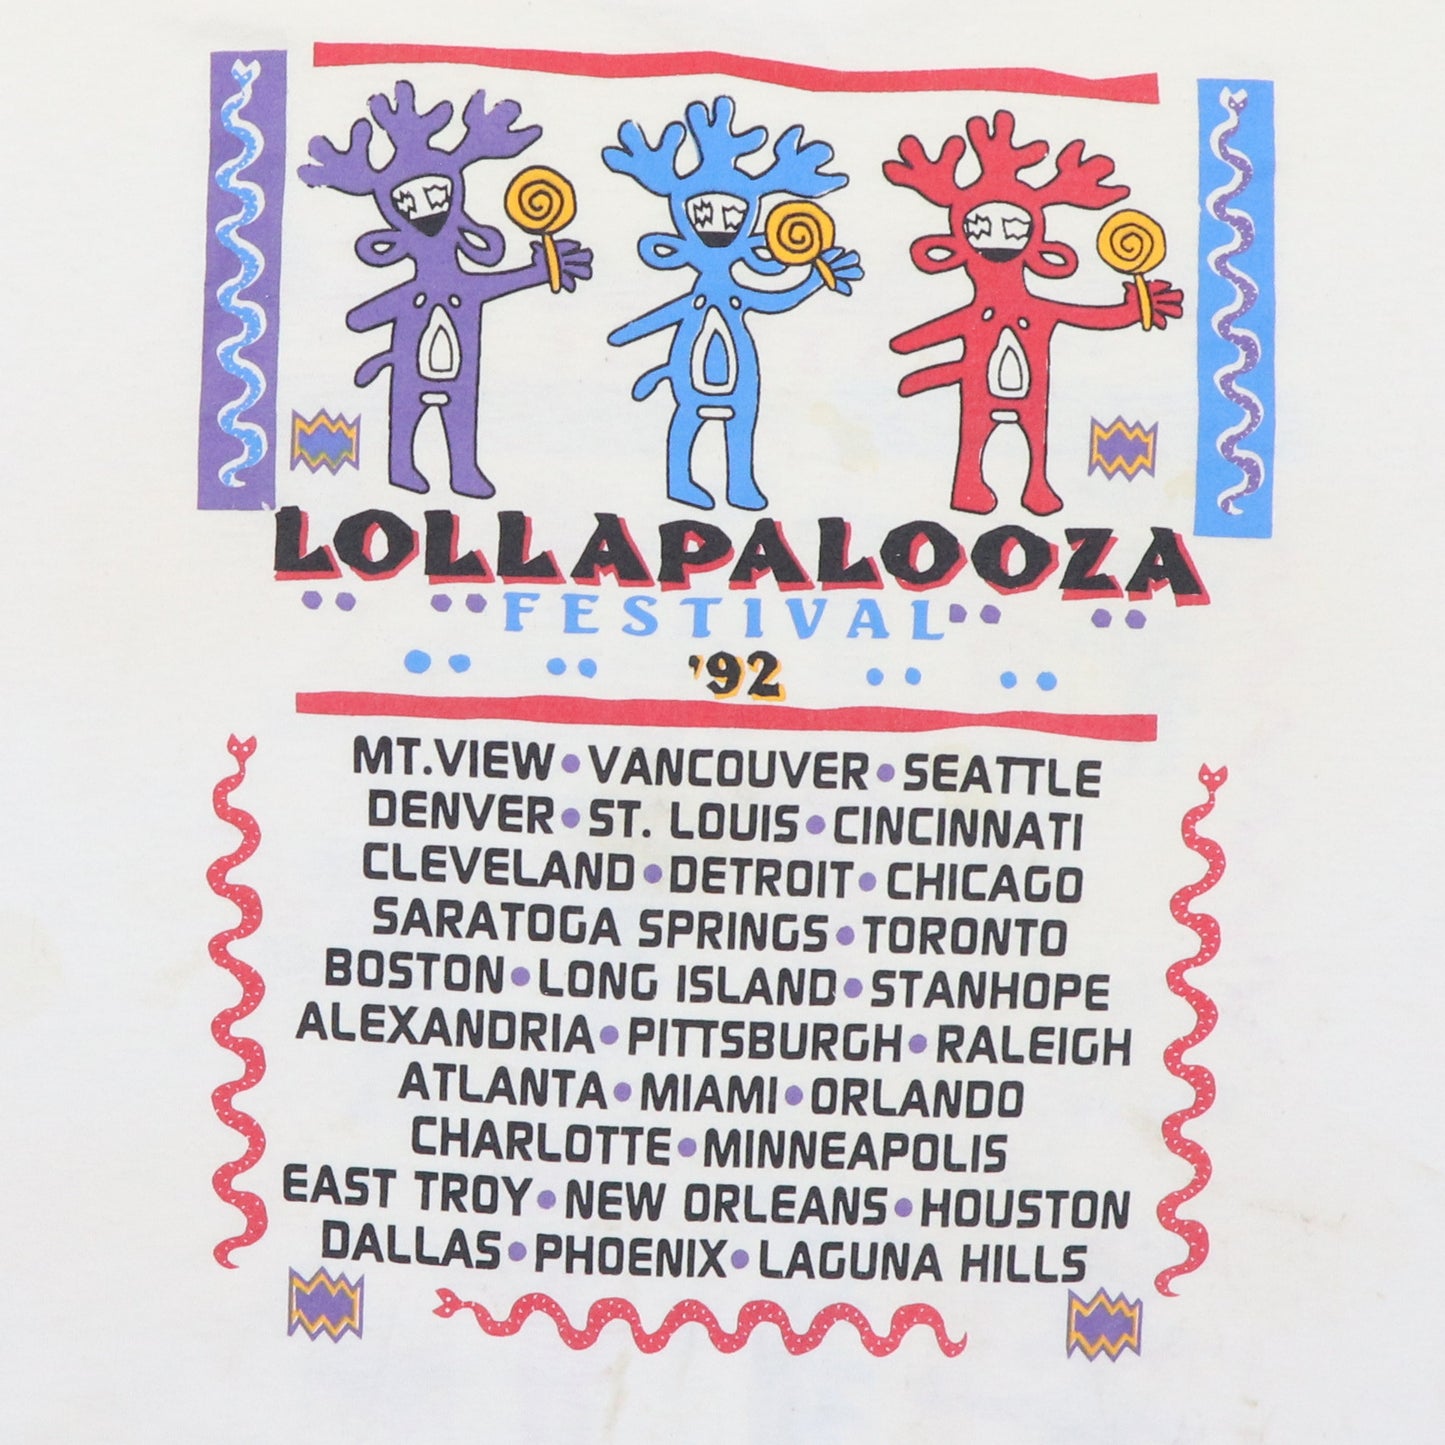 LOLLAPALOOZA
FESTIVAL
'92
MT.VIEW•VANCOUVER•SEATTLE
DENVER•ST. LOUIS•CINCINNATI
CLEVELAND•DETROIT•CHICAGO
SARATOGA SPRINGS•TORONTO
BOSTON•LONG ISLAND•STANHOPE
ALEXANDRIA•PITTSBURGH•RALEIGH
ATLANTA•MIAMI•ORLANDO
CHARLOTTE•MINNEAPOLIS
EAST TROY•NEW ORLEANS•HOUSTON
DALLAS•PHOENIX•LAGUNA HILLS